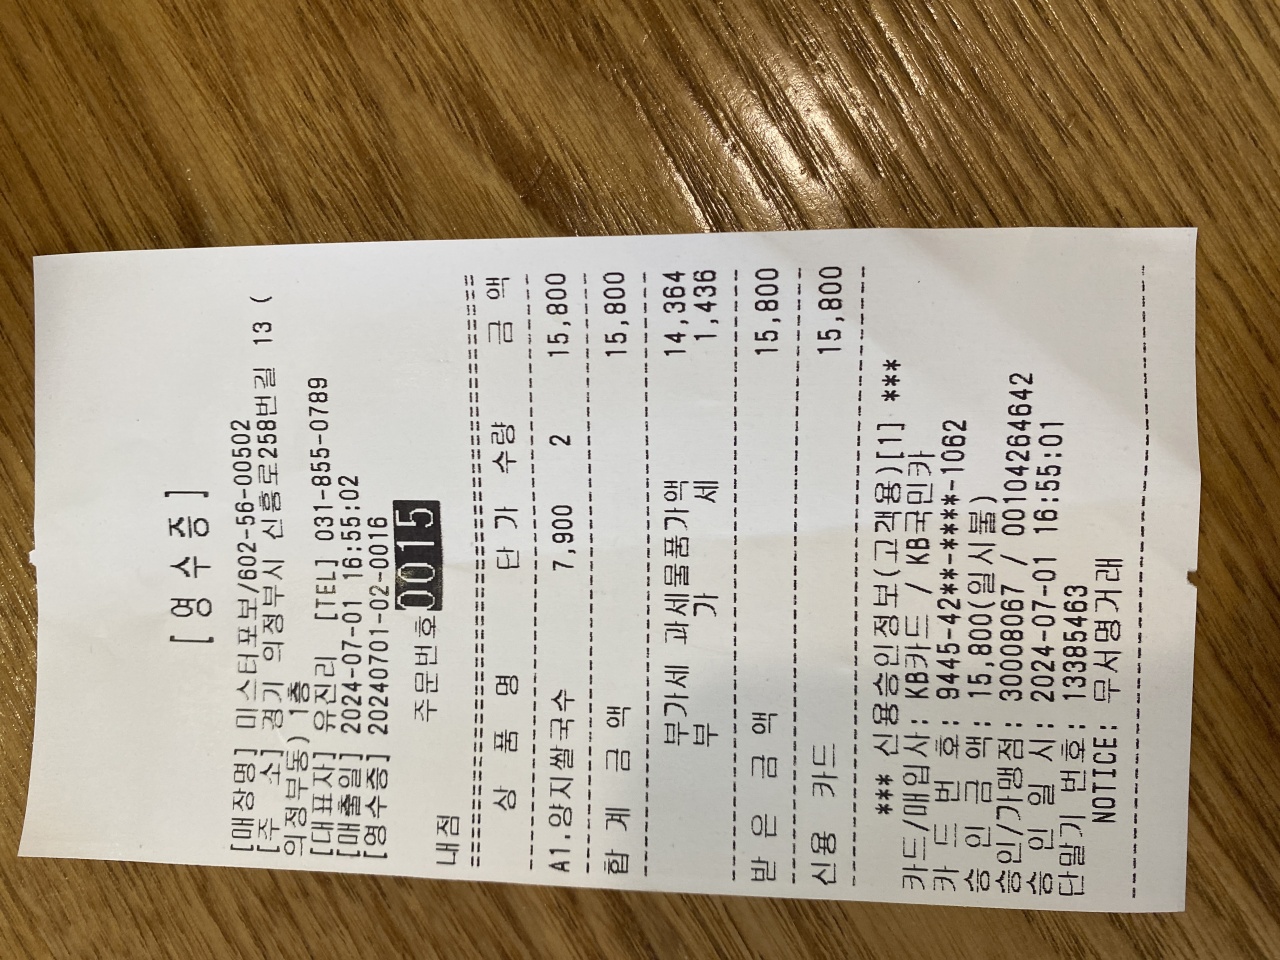 [영수증]
[매장명] 미스터포보/602-56-00502
[주 소] 경기 의정부시 신흥로258번길 13 (
의정부동) 1층
[대표자] 유진리 [TEL] 031-855-0789
[매출일] 2024-07-01 16:55:02
[영수증] 20240701-02-0016
주문번호 0015
내점
상 품 명 단 가 수량 금 액
A1.양지쌀국수 7,900 2 15,800
합 계 금 액 15,800
부가세 과세물품가액 14,364
부 가 세 1,436
받 은 금 액 15,800
신용 카드 15,800
*** 신용승인정보(고객용)[1] ***
카드/매입사: KB카드 / KB국민카
카 드 번 호: 9445-42**-****-1062
승 인 금 액: 15,800(일시불)
승인/가맹점: 30008067 / 00104264642
승 인 일 시: 2024-07-01 16:55:01
단말기 번호: 13385463
NOTICE: 무서명거래